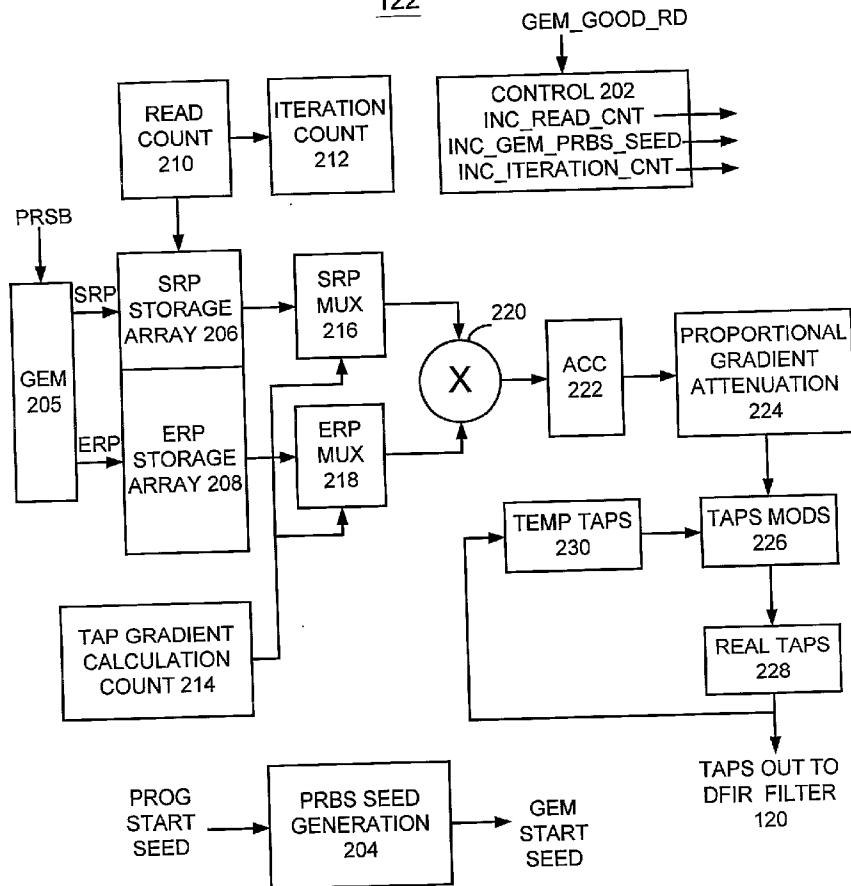 122
GEM_GOOD_RD
READ
COUNT
210
ITERATION
COUNT
212
CONTROL 202
INC_READ_CNT
INC_GEM_PRBS_SEED
INC_ITERATION_CNT
PRSB
GEM
205
SRP
ERP
SRP
STORAGE
ARRAY 206
ERP
STORAGE
ARRAY 208
SRP
MUX
216
ERP
MUX
218
220
X
ACC
222
PROPORTIONAL
GRADIENT
ATTENUATION
224
TEMP TAPS
230
TAPS MODS
226
REAL TAPS
228
TAPS OUT TO
DFIR FILTER
120
TAP GRADIENT
CALCULATION
COUNT 214
PROG
START
SEED
PRBS SEED
GENERATION
204
GEM
START
SEED